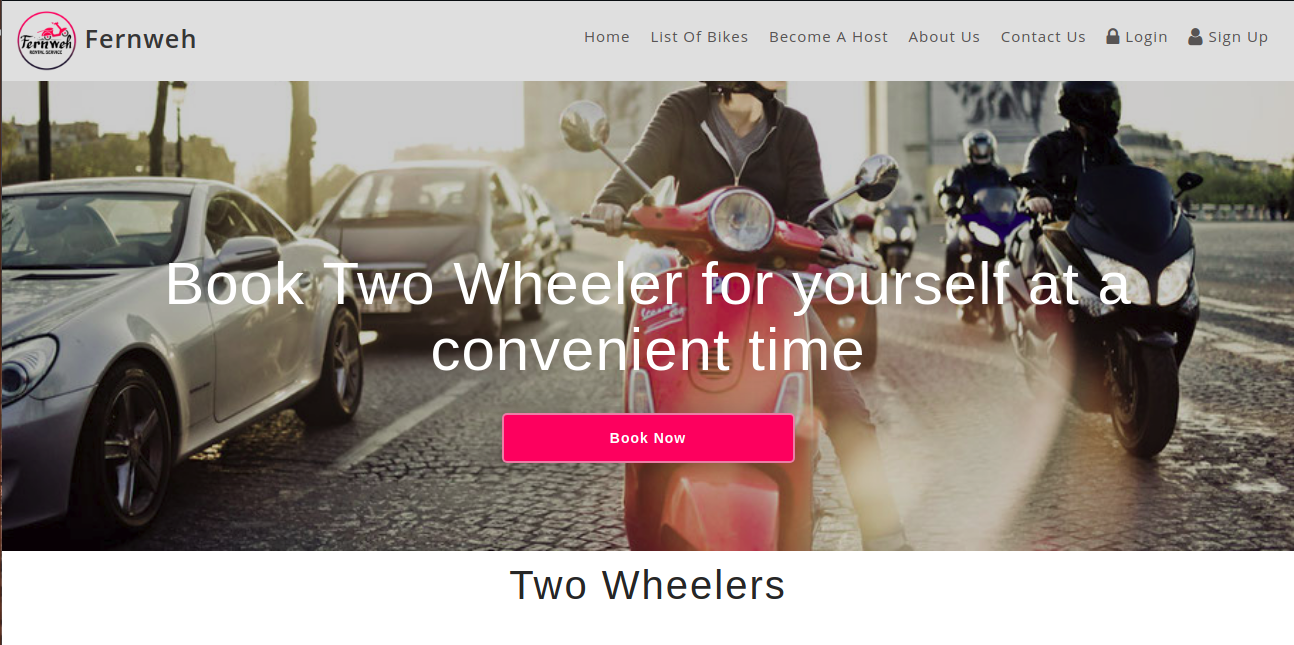 Fernweh
ROYAL SERVICE
Fernweh
Home
List Of Bikes
Become A Host
About Us
Contact Us
Login
Sign Up
Book Two Wheeler for yourself at a
convenient time
Book Now
Two Wheelers